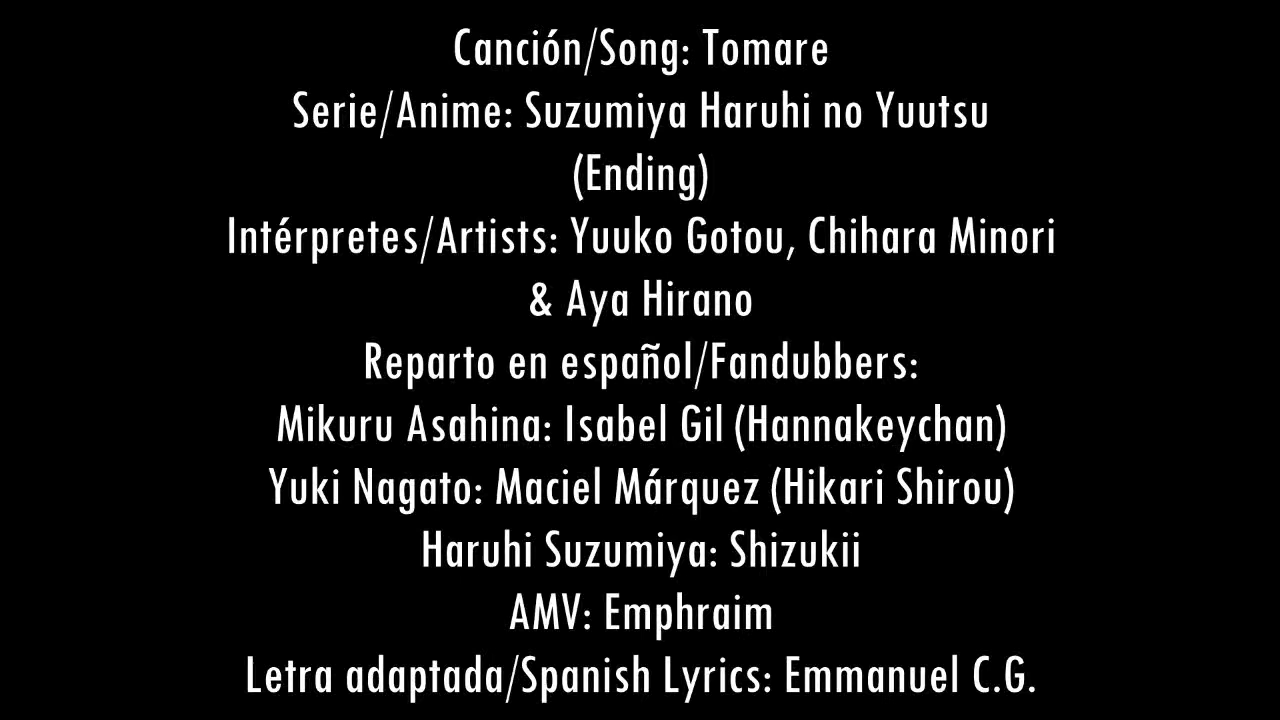 Canción/Song: Tomare
Serie/Anime: Suzumiya Haruhi no Yuutsu
(Ending)
Intérpretes/Artists: Yuuko Gotou, Chihara Minori
& Aya Hirano
Reparto en español/Fandubbers:
Mikuru Asahina: Isabel Gil (Hannakeychan)
Yuki Nagato: Maciel Márquez (Hikari Shirou)
Haruhi Suzumiya: Shizukii
AMV: Emphraim
Letra adaptada/Spanish Lyrics: Emmanuel C.G.